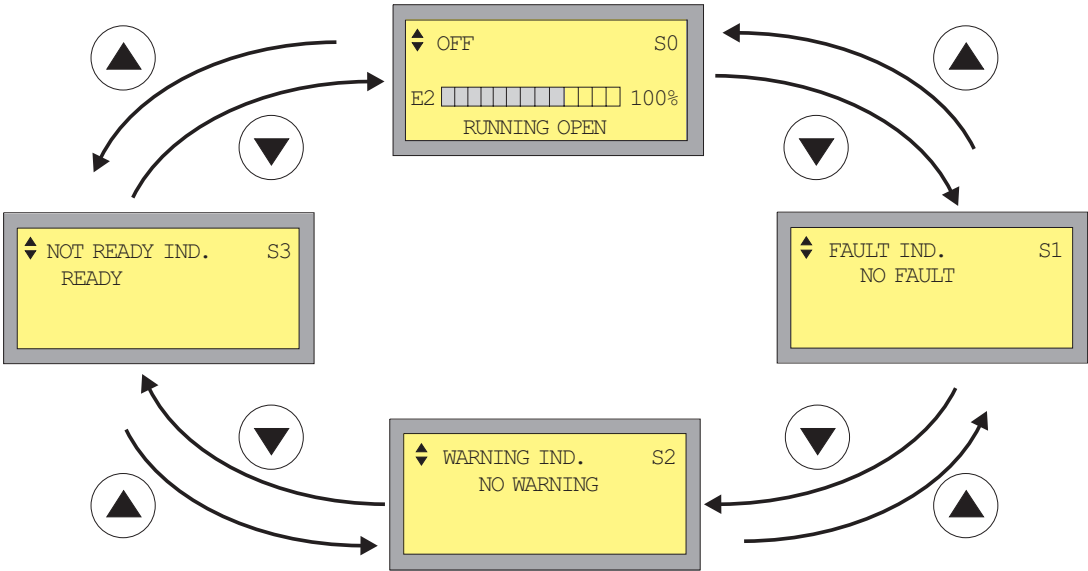 OFF S0
E2 100%
RUNNING OPEN
NOT READY IND. S3
READY
FAULT IND. S1
NO FAULT
WARNING IND. S2
NO WARNING